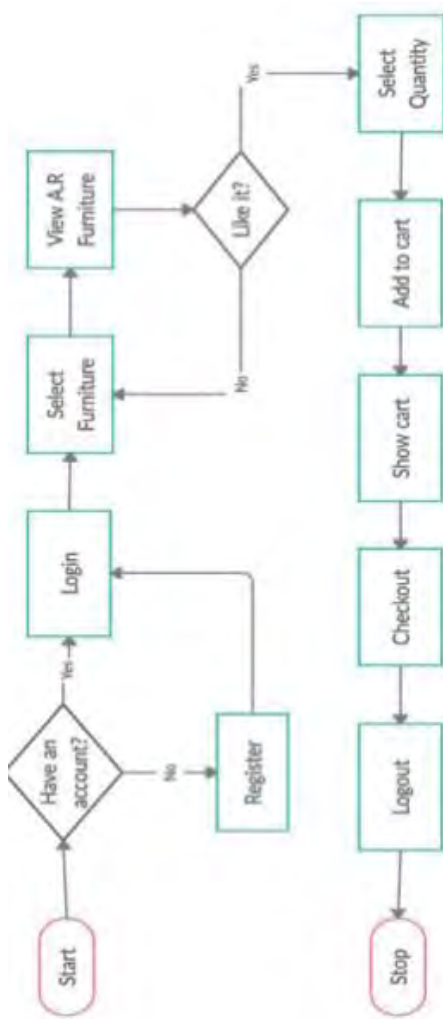 Start
Have an
account?
Yes
No
Register
Login
Select
Furniture
View A.R
Furniture
Like it?
No
Yes
Select
Quantity
Add to cart
Show cart
Checkout
Logout
Stop